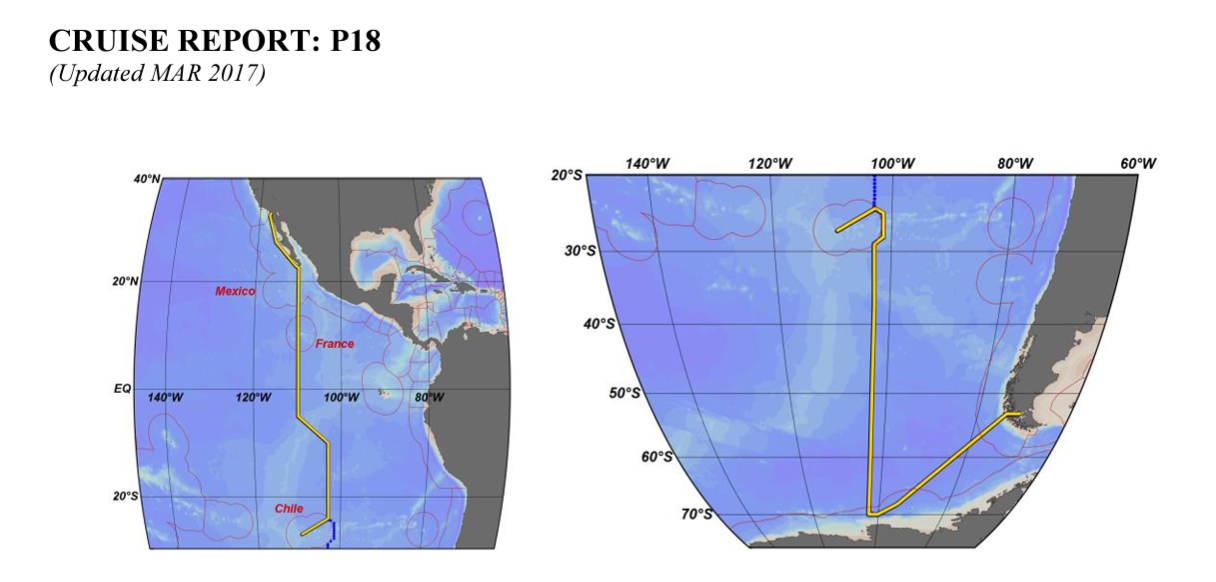 CRUISE REPORT: P18
(Updated MAR 2017)
40°N
20°N
Mexico
France
EQ
140°W 120°W 100°W 80°W
20°S
Chile
140°W 120°W 100°W 80°W 60°W
20°S
30°S
40°S
50°S
60°S
70°S